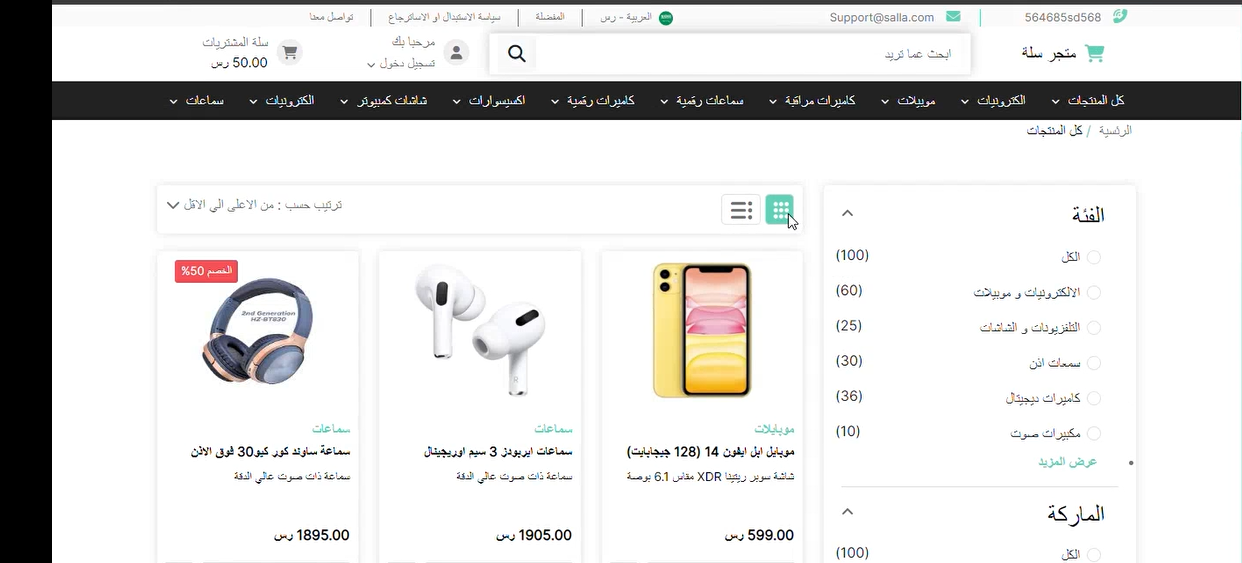 564685sd568
Support@salla.com
العربية - رس
المفضلة
سياسة الاستبدال او الاسترجاع
تواصل معنا
متجر سلة
ابحث عما تريد
مرحبا بك
تسجيل دخول
سلة المشتريات
50.00 رس
كل المنتجات
الكترونيات
موبيلات
كاميرات مراقبة
سماعات رقمية
كاميرات رقمية
اكسيسوارات
شاشات كمبيوتر
الكترونيات
سماعات
الرئسية / كل المنتجات
الفئة
الكل (100)
الالكترونيات و موبيلات (60)
التلفزيونات و الشاشات (25)
سمعات اذن (30)
كاميرات ديجيتال (36)
مكبيرات صوت (10)
عرض المزيد
الماركة
الكل (100)
ترتيب حسب : من الاعلى الي الاقل
موبايلات
موبايل ابل ايفون 14 (128 جيجابايت)
شاشة سوبر ريتينا XDR مقاس 6.1 بوصة
599.00 رس
سماعات
سماعات ايربودز 3 سيم اوريجينال
سماعة ذات صوت عالي الدقة
1905.00 رس
الخصم 50%
2nd Generation
HZ-BT830
سماعات
سماعة ساوند كور كيو30 فوق الاذن
سماعة ذات صوت عالي الدقة
1895.00 رس